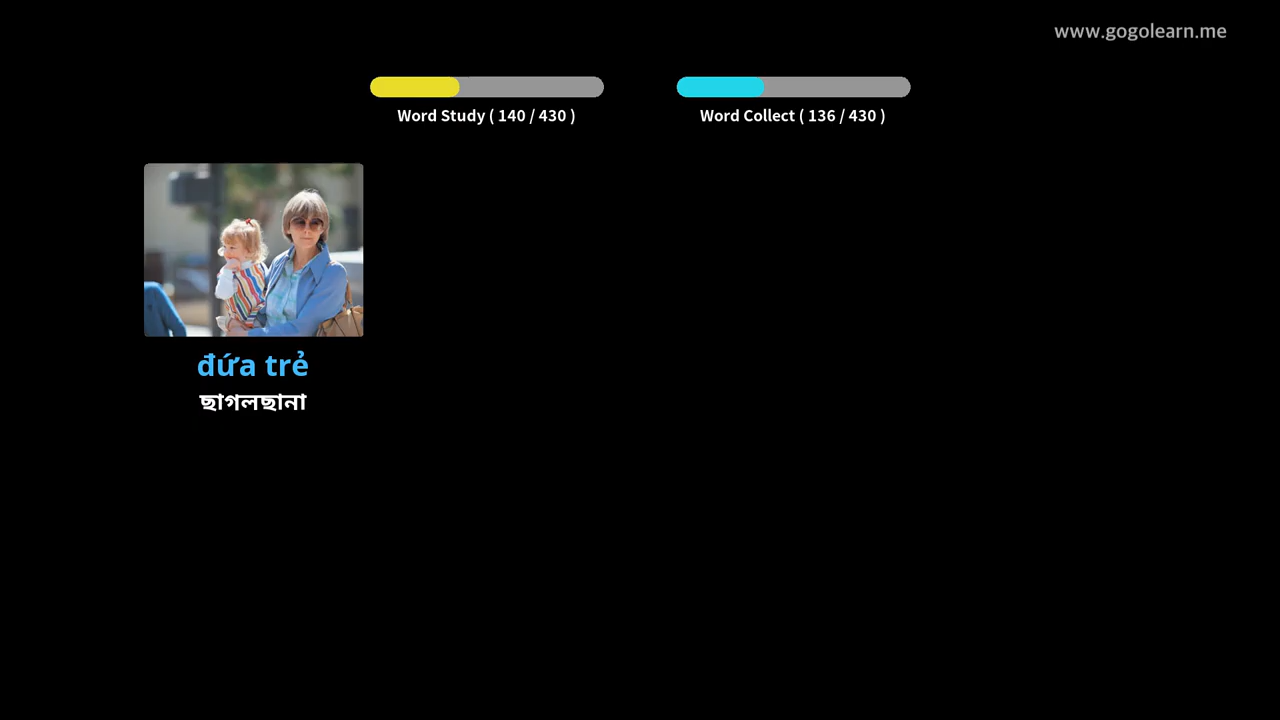 www.gogolearn.me
Word Study ( 140 / 430 )
Word Collect ( 136 / 430 )
đứa trẻ
ছাগলছানা